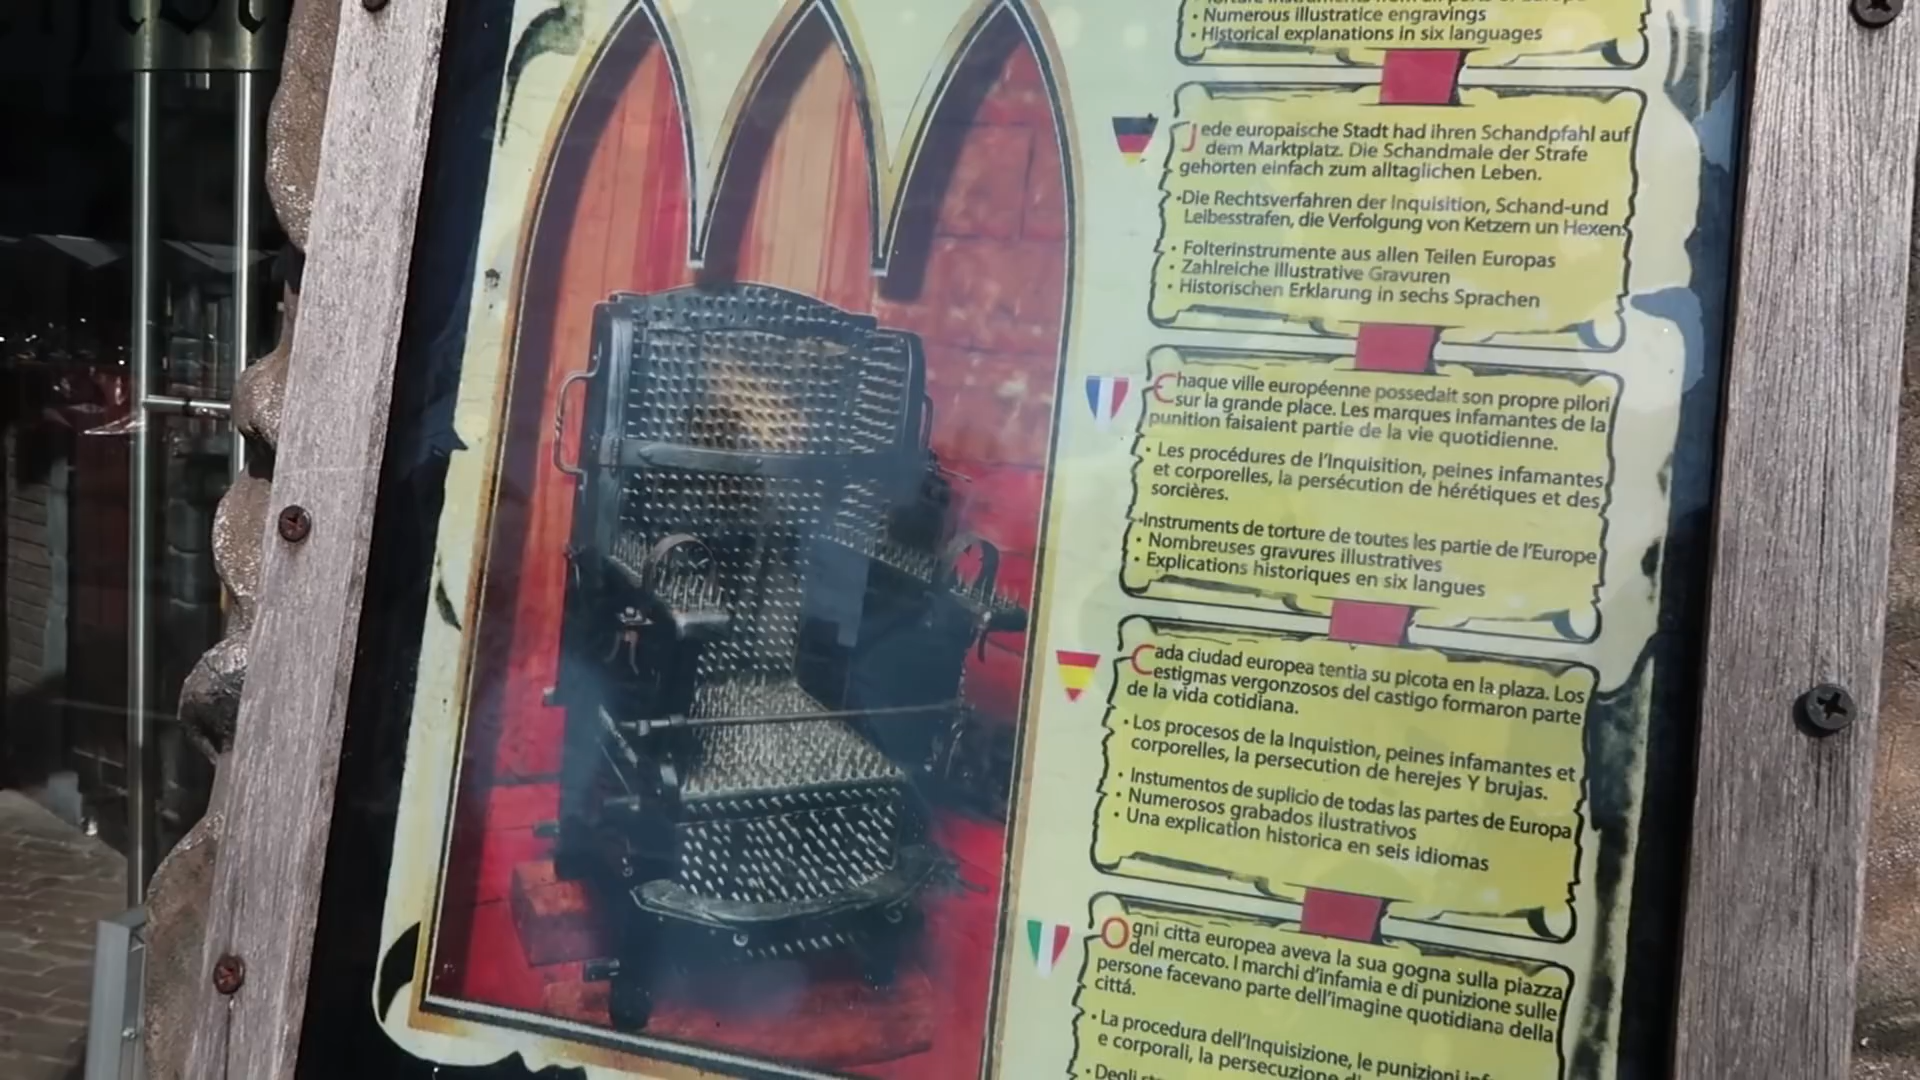 Numerous illustratice engravings
• Historical explanations in six languages
Jede europaische Stadt had ihren Schandpfahl auf
dem Marktplatz. Die Schandmale der Strafe
gehorten einfach zum alltaglichen Leben.
•Die Rechtsverfahren der Inquisition, Schand-und
Leibesstrafen, die Verfolgung von Ketzern un Hexen.
• Folterinstrumente aus allen Teilen Europas
• Zahlreiche illustrative Gravuren
• Historischen Erklarung in sechs Sprachen
Chaque ville européenne possedait son propre pilori
sur la grande place. Les marques infamantes de la
punition faisaient partie de la vie quotidienne.
• Les procédures de l'Inquisition, peines infamantes
et corporelles, la persécution de hérétiques et des
sorcières.
•Instruments de torture de toutes les partie de l'Europe
• Nombreuses gravures illustratives
• Explications historiques en six langues
Cada ciudad europea tentia su picota en la plaza. Los
estigmas vergonzosos del castigo formaron parte
de la vida cotidiana.
• Los procesos de la Inquistion, peines infamantes et
corporelles, la persecution de herejes Y brujas.
• Instumentos de suplicio de todas las partes de Europa
• Numerosos grabados ilustrativos
• Una explication historica en seis idiomas
Ogni citta europea aveva la sua gogna sulla piazza
del mercato. I marchi d'infamia e di punizione sulle
persone facevano parte dell'imagine quotidiana della
cittá.
• La procedura dell'Inquisizione, le punizioni
e corporali, la persecuzione
• Degli